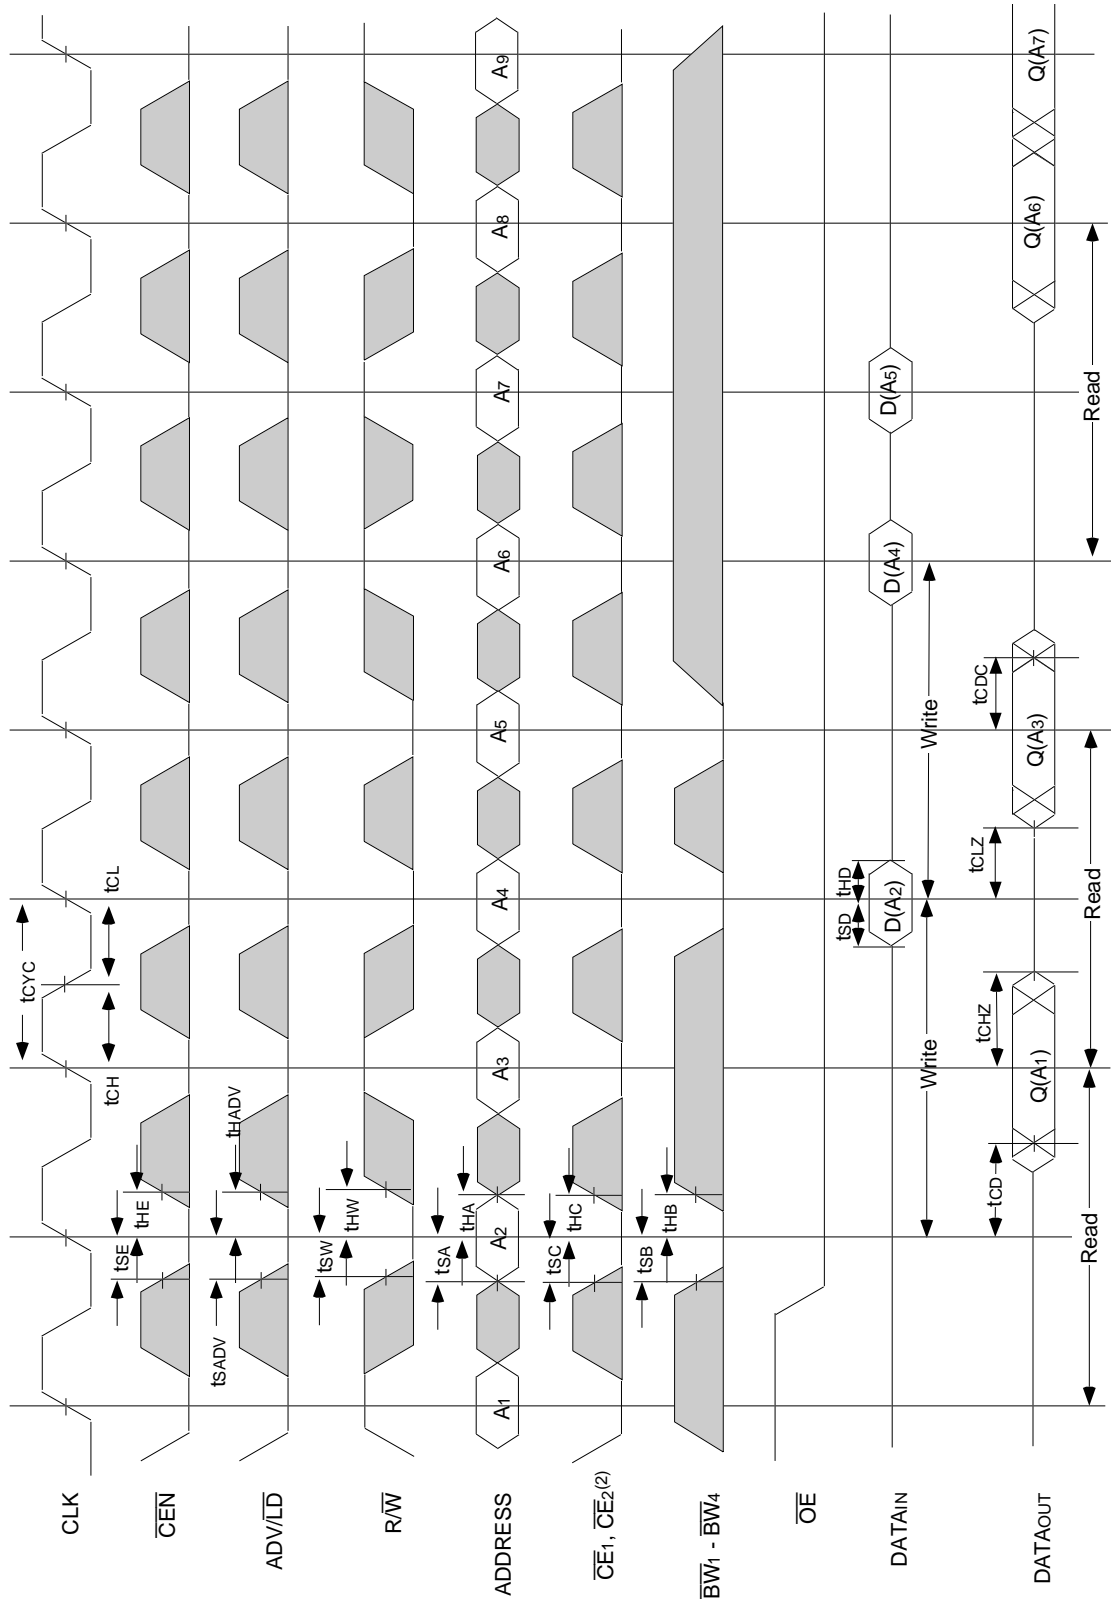 CLK
tCYC
tCH
tCL
CEN
tSE
tHE
ADV/LD
tSADV
tHADV
R/W
tSW
tHW
ADDRESS
A1
A2
A3
A4
A5
A6
A7
A8
A9
tSA
tHA
CE1, CE2(2)
tSC
tHC
BW1 - BW4
tSB
tHB
OE
DATAIN
D(A2)
D(A4)
D(A5)
tSD
tHD
Write
Write
DATAOUT
tCD
tCHZ
tCLZ
tCDC
Q(A1)
Q(A3)
Q(A6)
Q(A7)
Read
Read
Read